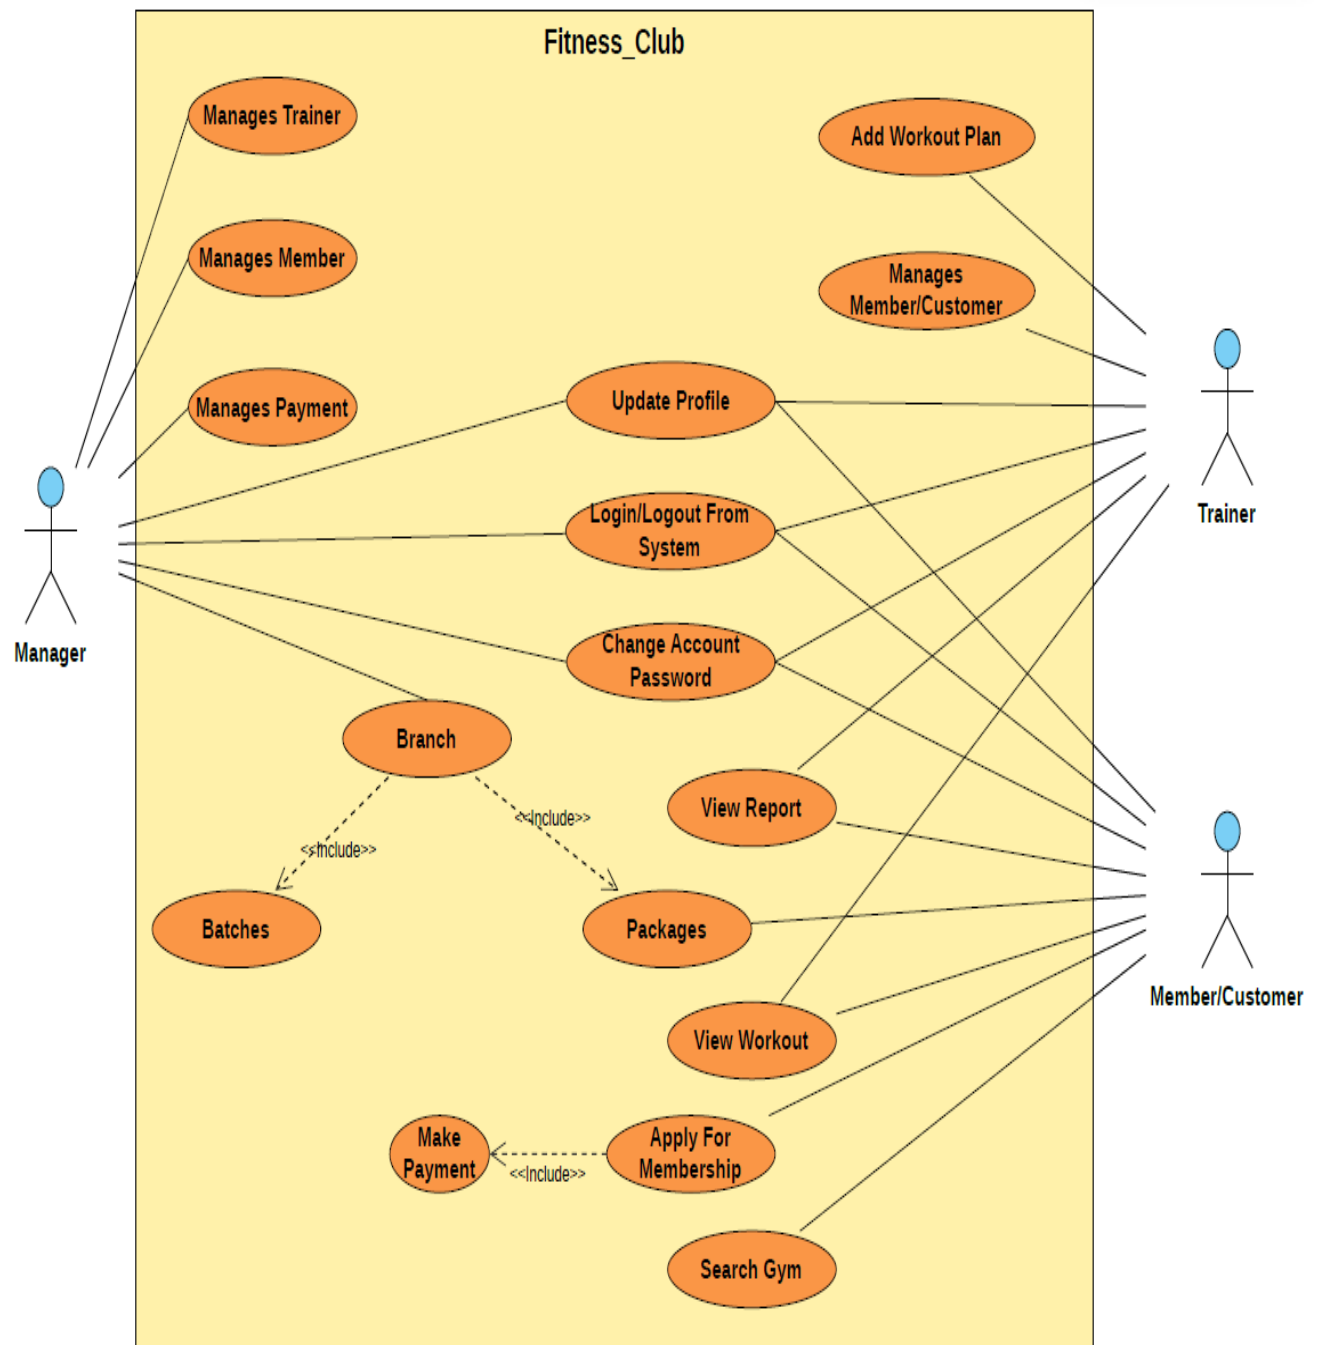 Fitness_Club
Manages Trainer
Add Workout Plan
Manages Member
Manages
Member/Customer
Manages Payment
Update Profile
Login/Logout From
System
Trainer
Manager
Change Account
Password
Branch
View Report
<<Include>>
<<Include>>
Batches
Packages
Member/Customer
View Workout
Make
Payment
<<Include>>
Apply For
Membership
Search Gym